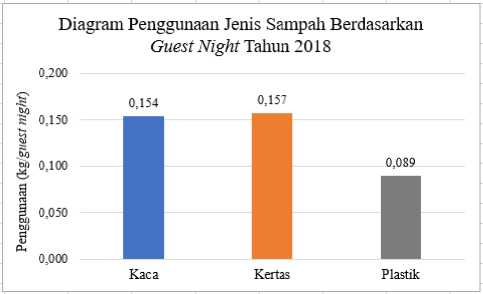 Diagram Penggunaan Jenis Sampah Berdasarkan
Guest Night Tahun 2018
Penggunaan (kg/guest night)
0,200
0,150
0,100
0,050
0,000
0,154
0,157
0,089
Kaca
Kertas
Plastik